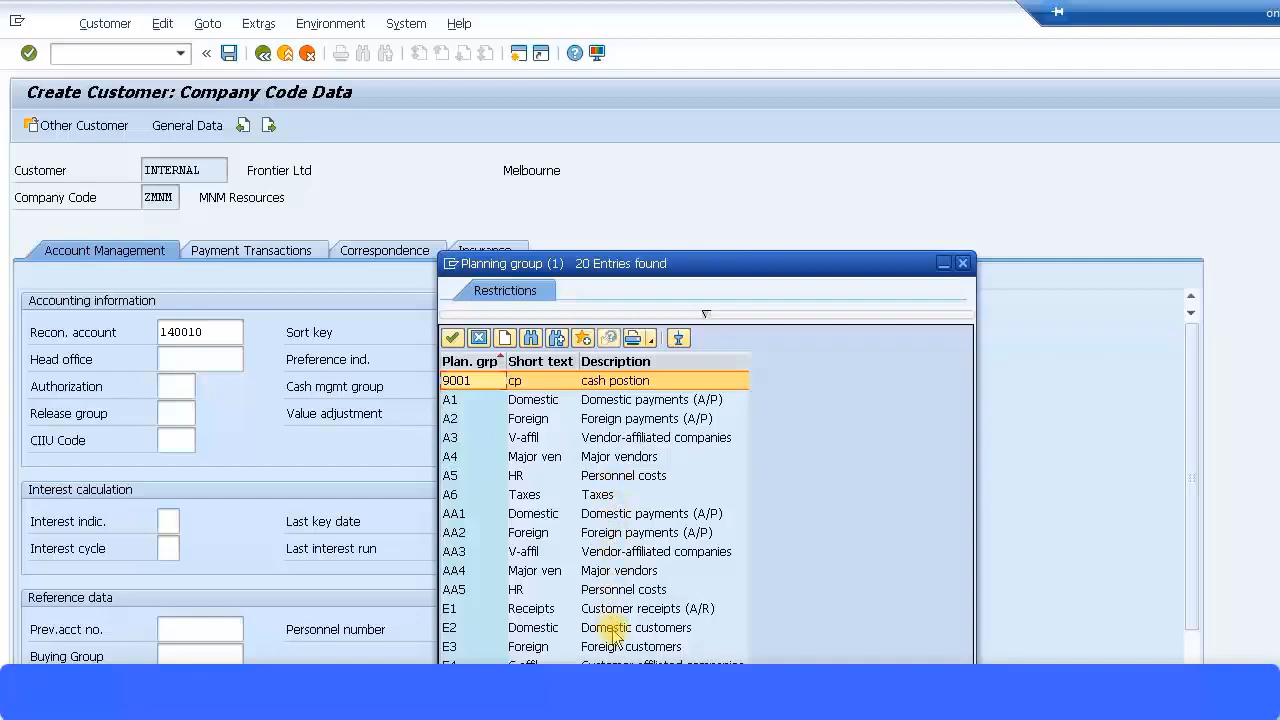 on
Customer Edit Goto Extras Environment System Help
Create Customer: Company Code Data
Other Customer General Data
Customer INTERNAL Frontier Ltd Melbourne
Company Code ZMNM MNM Resources
Account Management Payment Transactions Correspondence Insurance
Planning group (1) 20 Entries found
Restrictions
Accounting information
Recon. account 140010 Sort key
Head office Preference ind.
Authorization Cash mgmt group
Release group Value adjustment
CIIU Code
Interest calculation
Interest indic. Last key date
Interest cycle Last interest run
Reference data
Prev.acct no. Personnel number
Buying Group
Plan. grp Short text Description
9001 cp cash postion
A1 Domestic Domestic payments (A/P)
A2 Foreign Foreign payments (A/P)
A3 V-affil Vendor-affiliated companies
A4 Major ven Major vendors
A5 HR Personnel costs
A6 Taxes Taxes
AA1 Domestic Domestic payments (A/P)
AA2 Foreign Foreign payments (A/P)
AA3 V-affil Vendor-affiliated companies
AA4 Major ven Major vendors
AA5 HR Personnel costs
E1 Receipts Customer receipts (A/R)
E2 Domestic Domestic customers
E3 Foreign Foreign customers